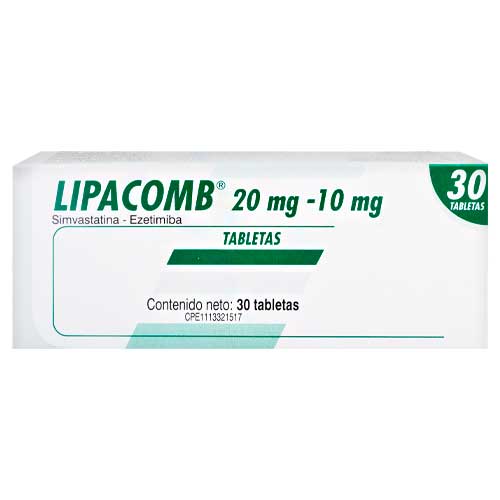 LIPACOMB® 20 mg -10 mg
Simvastatina - Ezetimiba
30
TABLETAS
TABLETAS
Contenido neto: 30 tabletas
CPE1113321517